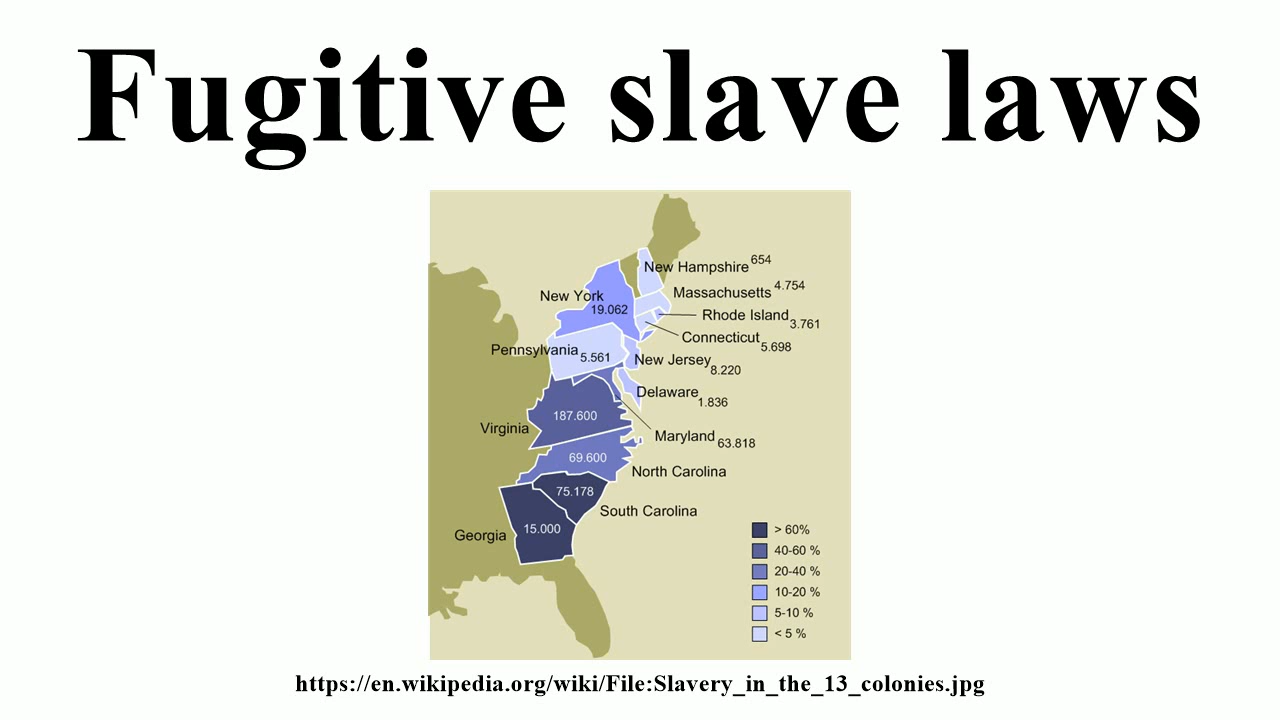 Fugitive slave laws
New Hampshire 654
Massachusetts 4.754
New York
19.062
Rhode Island 3.761
Connecticut 5.698
Pennsylvania 5.561
New Jersey 8.220
Delaware 1.836
187.600
Virginia
Maryland 63.818
69.600
North Carolina
75.178
South Carolina
15.000
Georgia
> 60%
40-60 %
20-40 %
10-20 %
5-10 %
< 5 %
https://en.wikipedia.org/wiki/File:Slavery_in_the_13_colonies.jpg